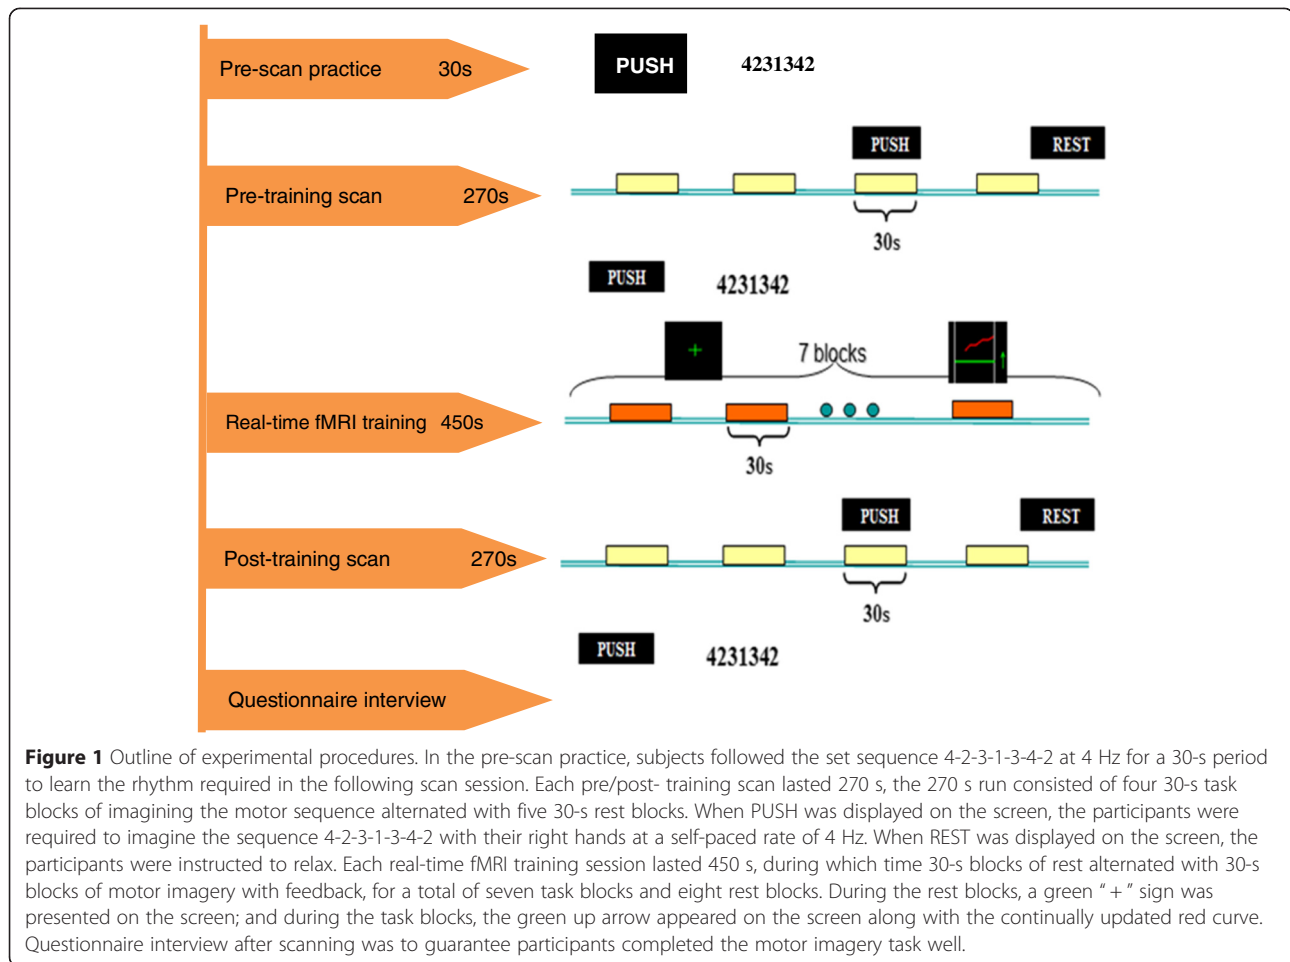 Pre-scan practice 30s
PUSH 4231342
PUSH REST
Pre-training scan 270s
30s
PUSH 4231342
+ 7 blocks
Real-time fMRI training 450s
30s
PUSH REST
Post-training scan 270s
30s
PUSH 4231342
Questionnaire interview
Figure 1 Outline of experimental procedures. In the pre-scan practice, subjects followed the set sequence 4-2-3-1-3-4-2 at 4 Hz for a 30-s period
to learn the rhythm required in the following scan session. Each pre/post- training scan lasted 270 s, the 270 s run consisted of four 30-s task
blocks of imagining the motor sequence alternated with five 30-s rest blocks. When PUSH was displayed on the screen, the participants were
required to imagine the sequence 4-2-3-1-3-4-2 with their right hands at a self-paced rate of 4 Hz. When REST was displayed on the screen, the
participants were instructed to relax. Each real-time fMRI training session lasted 450 s, during which time 30-s blocks of rest alternated with 30-s
blocks of motor imagery with feedback, for a total of seven task blocks and eight rest blocks. During the rest blocks, a green “ + ” sign was
presented on the screen; and during the task blocks, the green up arrow appeared on the screen along with the continually updated red curve.
Questionnaire interview after scanning was to guarantee participants completed the motor imagery task well.